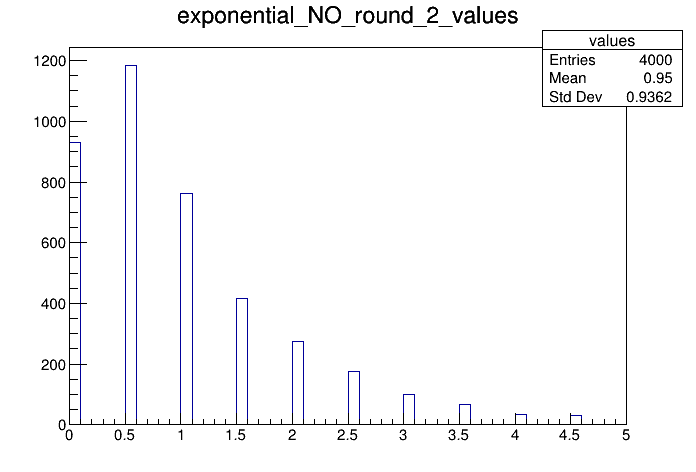 exponential_NO_round_2_values
values
Entries 4000
Mean 0.95
Std Dev 0.9362
1200
1000
800
600
400
200
0
0 0.5 1 1.5 2 2.5 3 3.5 4 4.5 5